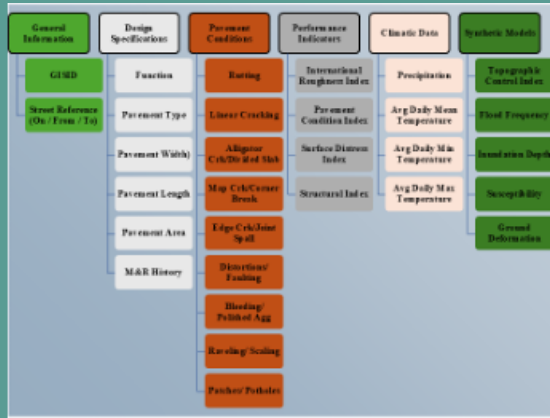 General
Information
GUSID
Street Reference
(On / From / To)
Design
Specifications
Function
Pavement Type
Pavement Width)
Pavement Length
Pavement Area
M&R History
Pavement
Conditions
Rutting
Linear Cracking
Alligator
Crk/Divided Slab
Map Crk/Corner
Break
Edge Crk/Joint
Spall
Distortions/
Faulting
Bleeding/
Polished Agg
Raveling/ Scaling
Patches/ Potholes
Performance
Indicators
International
Roughness Index
Pavement
Condition Index
Surface Distress
Index
Structural Index
Climatic Data
Precipitation
Avg Daily Mean
Temperature
Avg Daily Min
Temperature
Avg Daily Max
Temperature
Synthetic Models
Topographic
Control Index
Flood Frequency
Inundation Depth
Susceptibility
Ground
Deformation